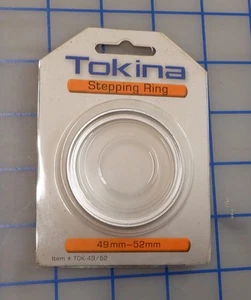 Tokina
Stepping Ring
49mm–52mm
Item # TOK-49/52